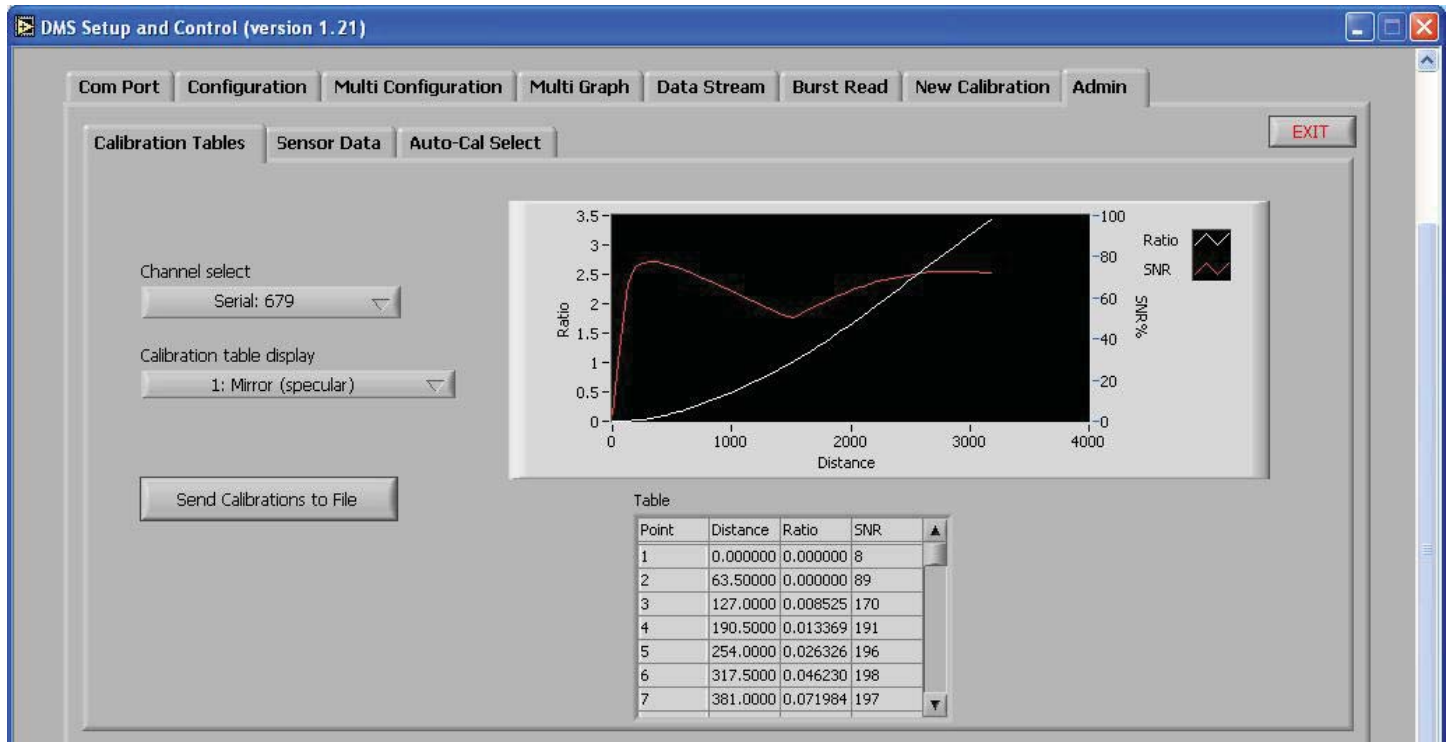 DMS Setup and Control (version 1.21)
Com Port Configuration Multi Configuration Multi Graph Data Stream Burst Read New Calibration Admin
Calibration Tables Sensor Data Auto-Cal Select
EXIT
Channel select
Serial: 679
Calibration table display
1: Mirror (specular)
Send Calibrations to File
3.5
3
2.5
2
1.5
1
0.5
0
Ratio
0 1000 2000 3000 4000
Distance
100
80
60
40
20
0
SNR%
Ratio
SNR
Table
Point Distance Ratio SNR
1 0.000000 0.000000 8
2 63.50000 0.000000 89
3 127.0000 0.008525 170
4 190.5000 0.013369 191
5 254.0000 0.026326 196
6 317.5000 0.046230 198
7 381.0000 0.071984 197